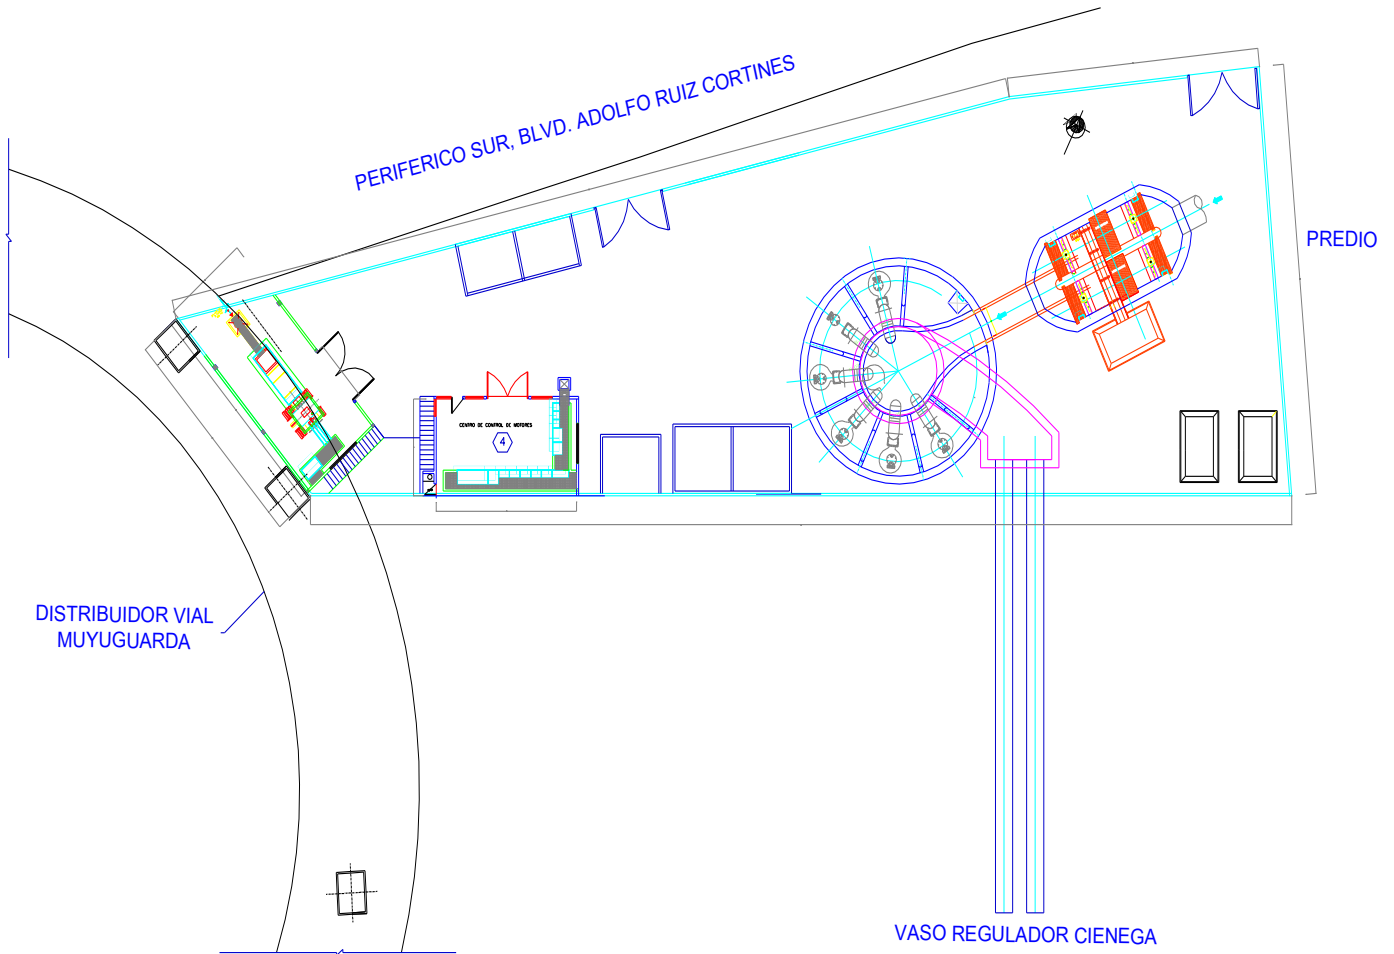 PERIFERICO SUR, BLVD. ADOLFO RUIZ CORTINES
PREDIO
CENTRO DE CONTROL DE MOTORES
4
DISTRIBUIDOR VIAL
MUYUGUARDA
VASO REGULADOR CIENEGA